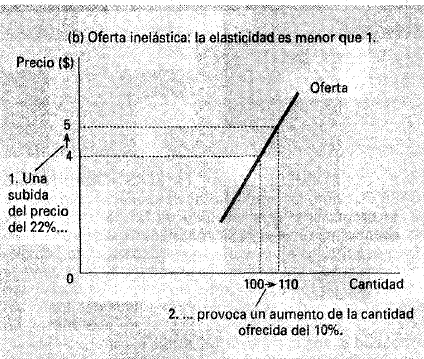 (b) Oferta inelástica: la elasticidad es menor que 1.
Precio ($)
Oferta
5
4
1. Una
subida
del precio
del 22%...
0
100 110
Cantidad
2. ... provoca un aumento de la cantidad
ofrecida del 10%.